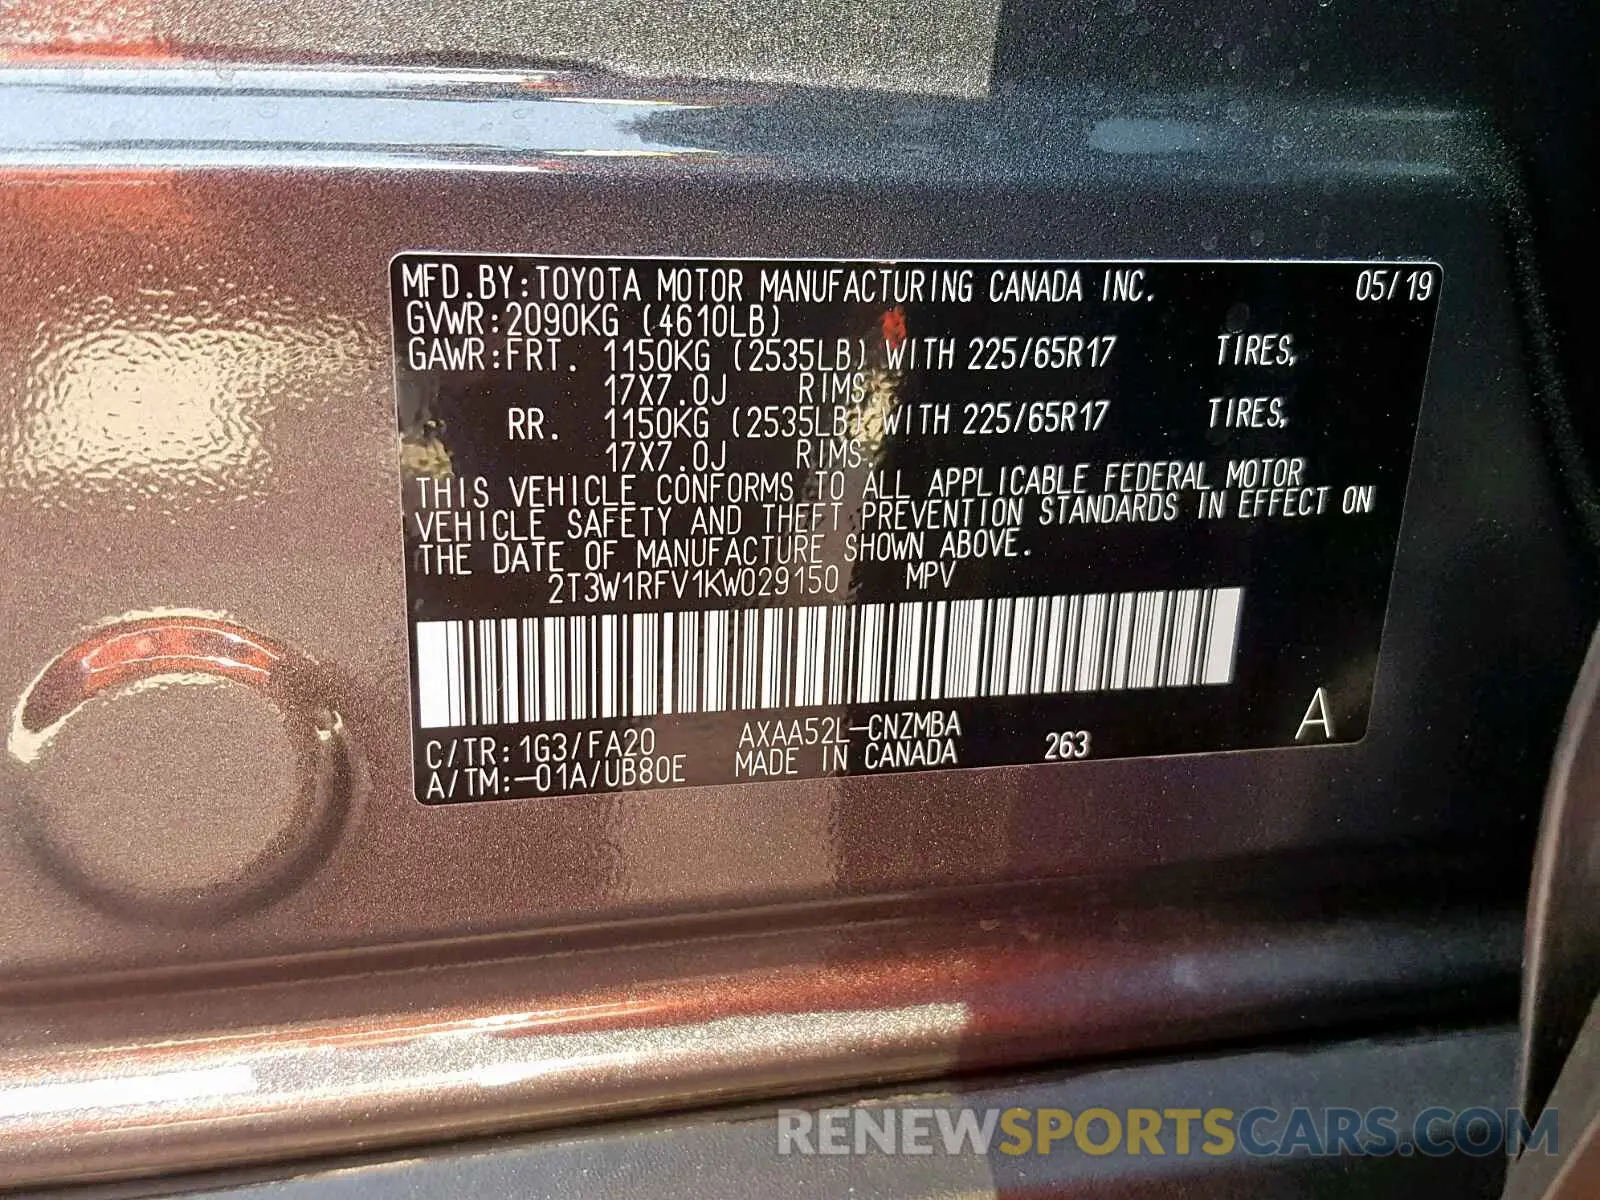 MFD.BY:TOYOTA MOTOR MANUFACTURING CANADA INC. 05/19
GVWR:2090KG (4610LB)
GAWR:FRT. 1150KG (2535LB) WITH 225/65R17 TIRES,
17X7.0J RIMS
RR. 1150KG (2535LB) WITH 225/65R17 TIRES,
17X7.0J RIMS.
THIS VEHICLE CONFORMS TO ALL APPLICABLE FEDERAL MOTOR
VEHICLE SAFETY AND THEFT PREVENTION STANDARDS IN EFFECT ON
THE DATE OF MANUFACTURE SHOWN ABOVE.
2T3W1RFV1KW029150 MPV
C/TR:1G3/FA20 AXAA52L-CNZMBA
A/TM:-01A/UB80E MADE IN CANADA 263 A
RENEWSPORTSCARS.COM